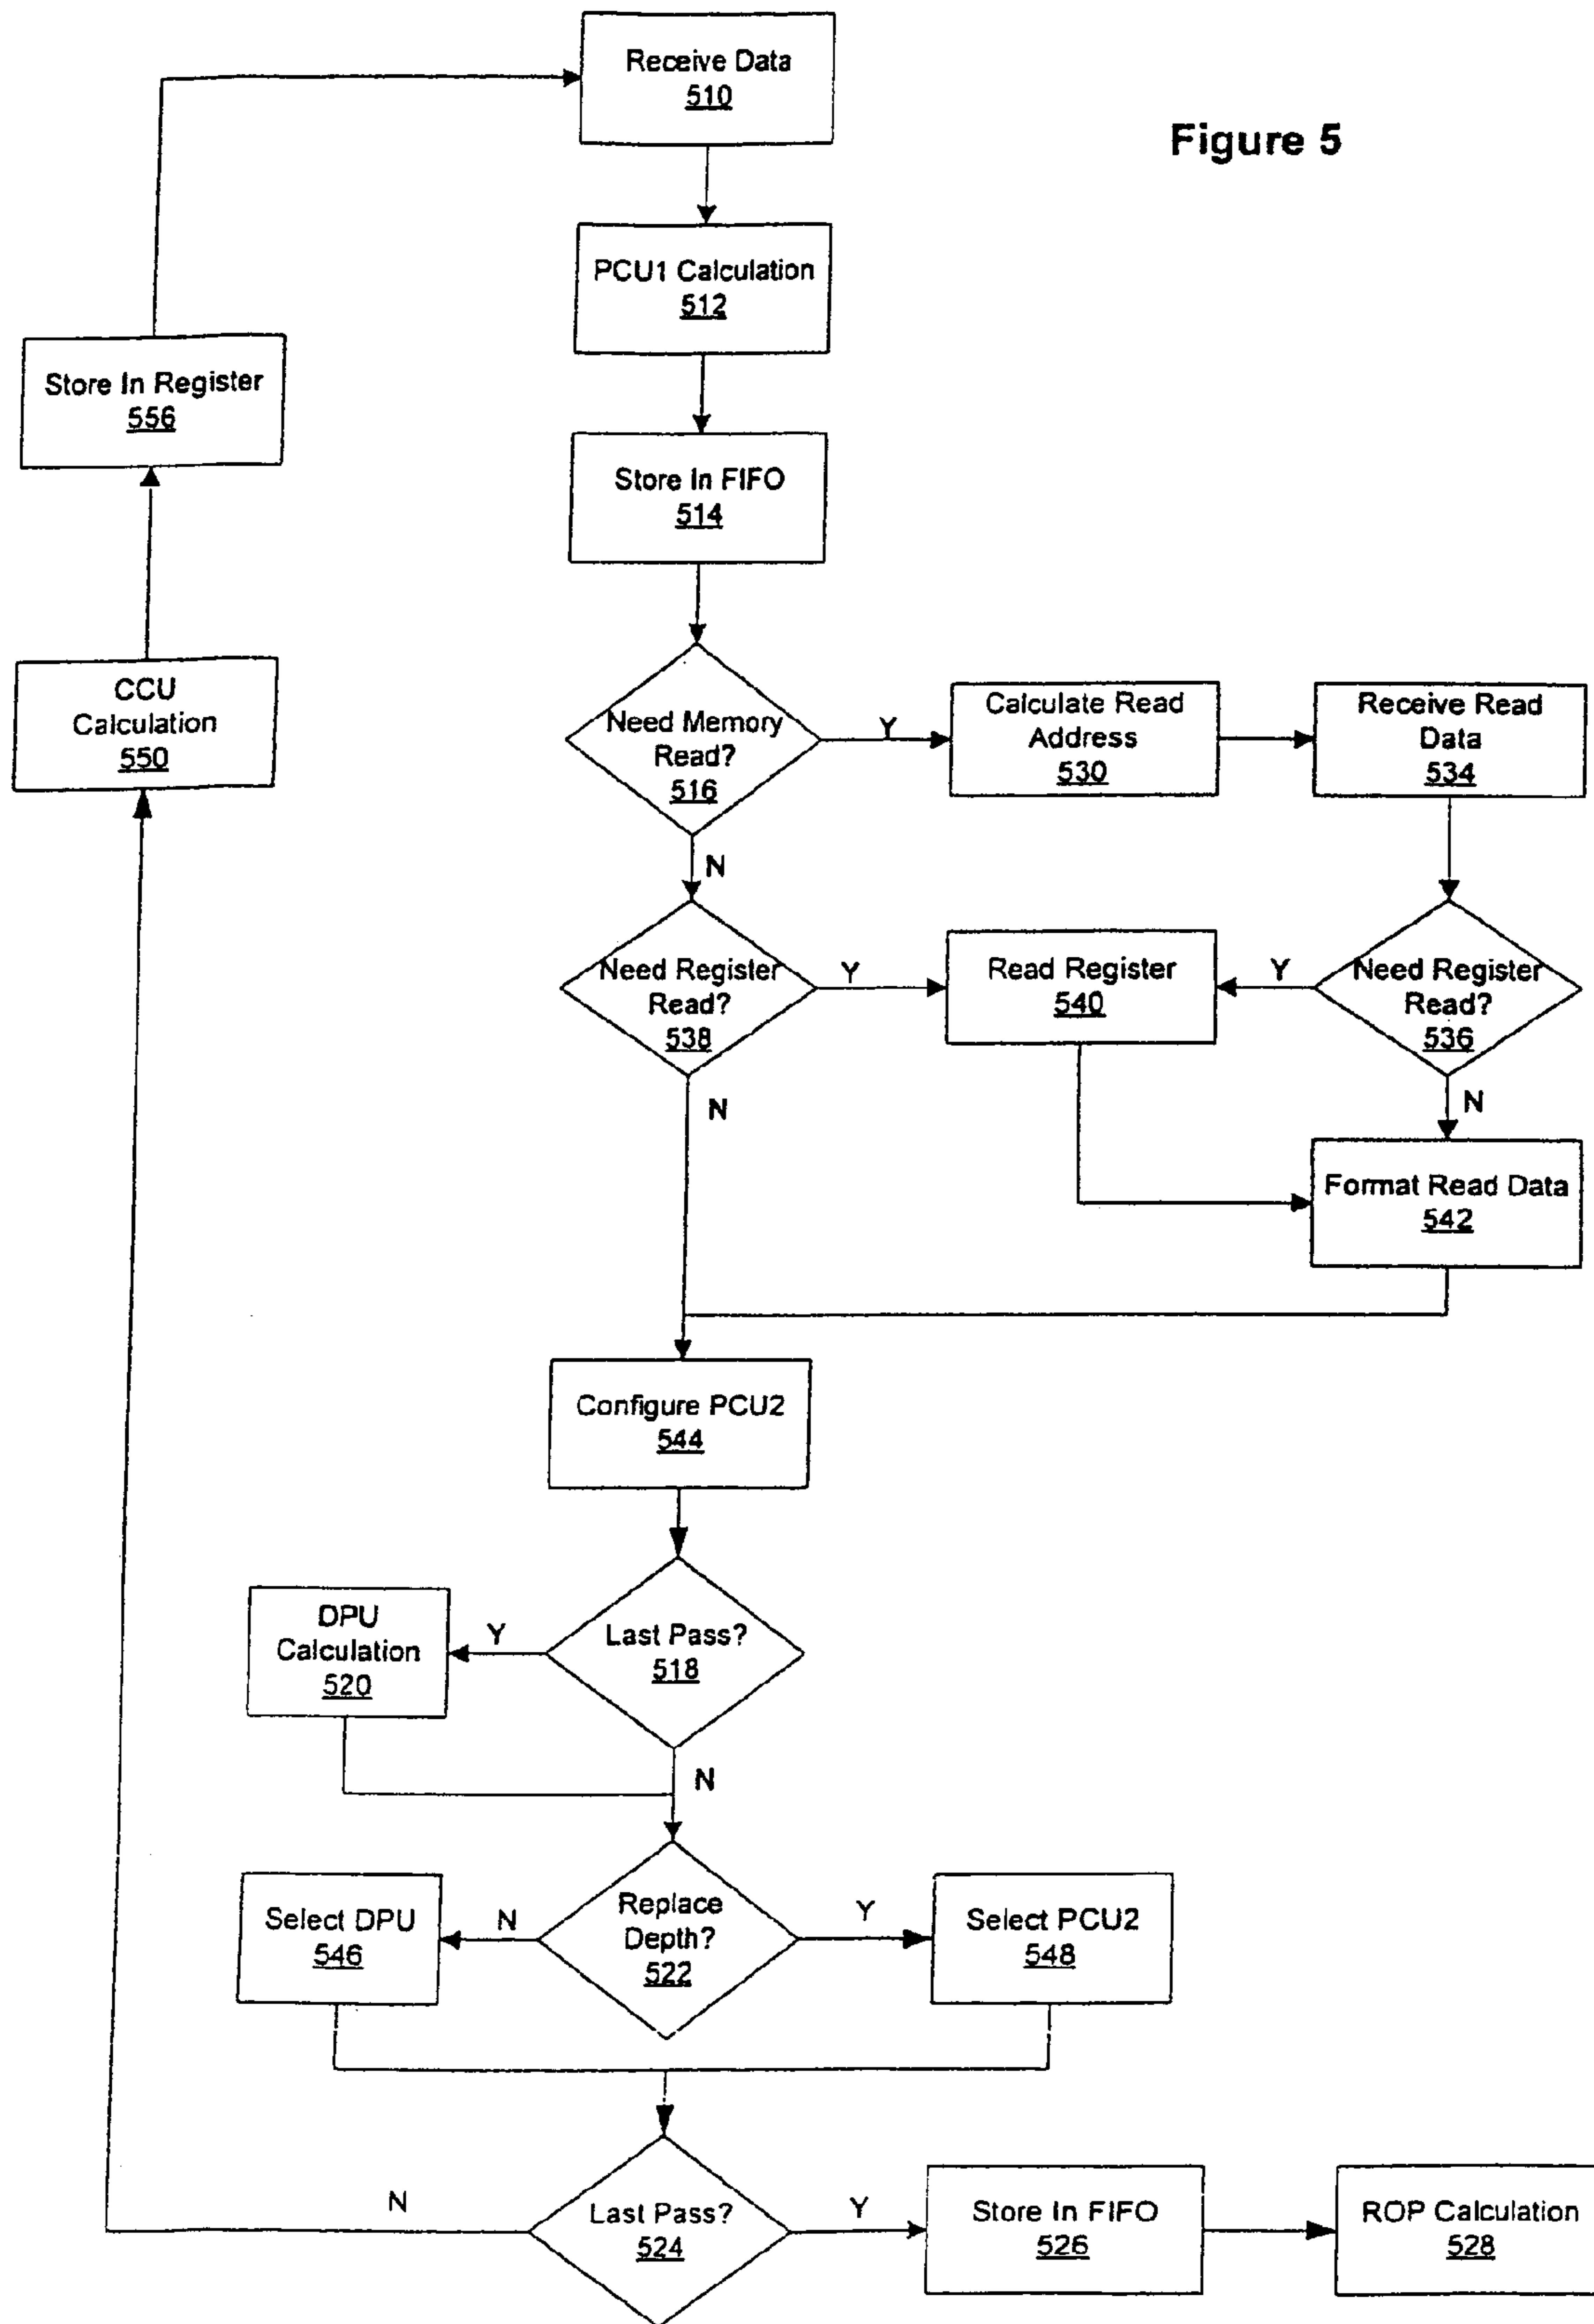 Receive Data
510
Figure 5
PCU1 Calculation
512
Store In Register
556
Store In FIFO
514
CCU
Calculation
550
Need Memory
Read?
516
Y
Calculate Read
Address
530
Receive Read
Data
534
N
Need Register
Read?
538
Y
Read Register
540
Y
Need Register
Read?
536
N
N
Format Read Data
542
Configure PCU2
544
DPU
Calculation
520
Y
Last Pass?
518
N
Select DPU
546
N
Replace
Depth?
522
Y
Select PCU2
548
N
Last Pass?
524
Y
Store In FIFO
526
ROP Calculation
528